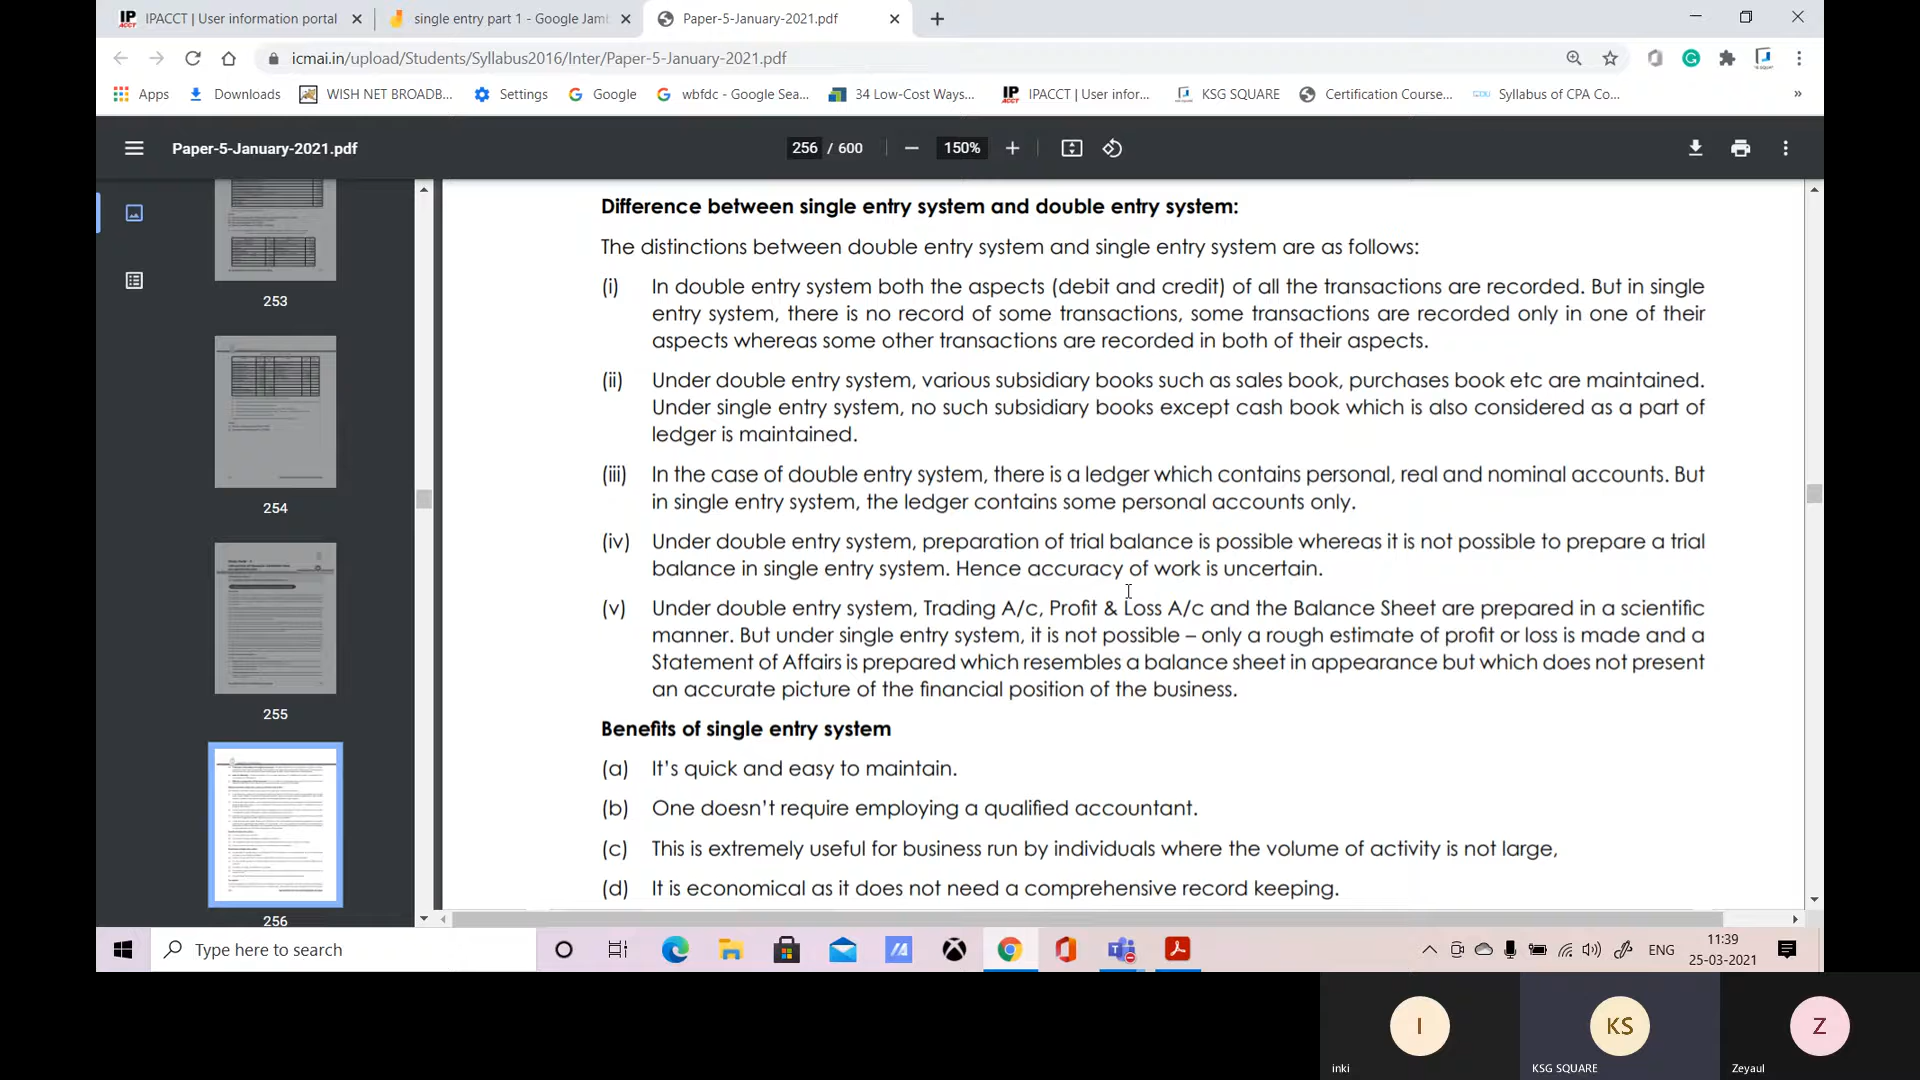 IPACCT | User information portal
single entry part 1 - Google Jam
Paper-5-January-2021.pdf
icmai.in/upload/Students/Syllabus2016/Inter/Paper-5-January-2021.pdf
Apps
Downloads
WISH NET BROADB...
Settings
Google
wbfdc - Google Sea...
34 Low-Cost Ways...
IP ACCT
IPACCT | User infor...
KSG SQUARE
Certification Course...
Syllabus of CPA Co...
»
Paper-5-January-2021.pdf
256 / 600
150%
Difference between single entry system and double entry system:
The distinctions between double entry system and single entry system are as follows:
(i) In double entry system both the aspects (debit and credit) of all the transactions are recorded. But in single
entry system, there is no record of some transactions, some transactions are recorded only in one of their
aspects whereas some other transactions are recorded in both of their aspects.
(ii) Under double entry system, various subsidiary books such as sales book, purchases book etc are maintained.
Under single entry system, no such subsidiary books except cash book which is also considered as a part of
ledger is maintained.
(iii) In the case of double entry system, there is a ledger which contains personal, real and nominal accounts. But
in single entry system, the ledger contains some personal accounts only.
(iv) Under double entry system, preparation of trial balance is possible whereas it is not possible to prepare a trial
balance in single entry system. Hence accuracy of work is uncertain.
(v) Under double entry system, Trading A/c, Profit & Loss A/c and the Balance Sheet are prepared in a scientific
manner. But under single entry system, it is not possible – only a rough estimate of profit or loss is made and a
Statement of Affairs is prepared which resembles a balance sheet in appearance but which does not present
an accurate picture of the financial position of the business.
Benefits of single entry system
(a) It's quick and easy to maintain.
(b) One doesn't require employing a qualified accountant.
(c) This is extremely useful for business run by individuals where the volume of activity is not large,
(d) It is economical as it does not need a comprehensive record keeping.
253
254
255
256
Type here to search
ENG
11:39
25-03-2021
I
inki
KS
KSG SQUARE
Z
Zeyaul